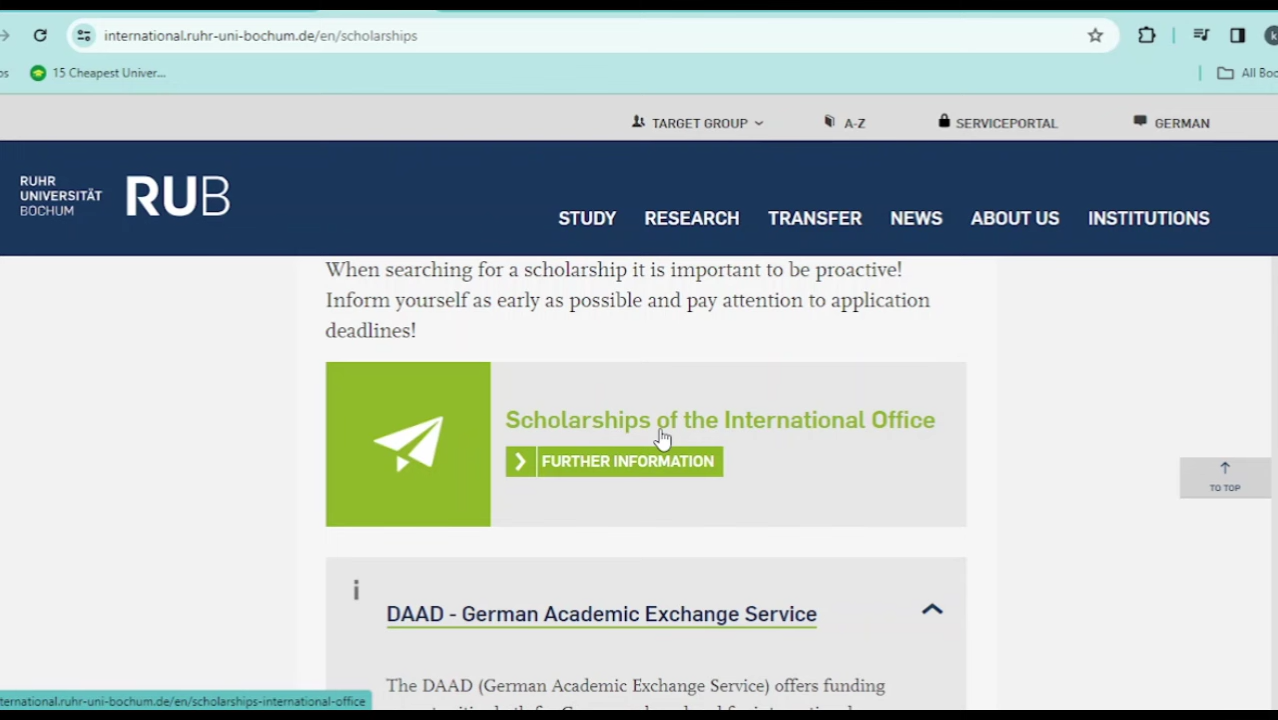 international.ruhr-uni-bochum.de/en/scholarships
15 Cheapest Univer...
All Boo
TARGET GROUP
A-Z
SERVICEPORTAL
GERMAN
RUHR
UNIVERSITÄT
BOCHUM
RUB
STUDY RESEARCH TRANSFER NEWS ABOUT US INSTITUTIONS
When searching for a scholarship it is important to be proactive!
Inform yourself as early as possible and pay attention to application
deadlines!
Scholarships of the International Office
FURTHER INFORMATION
TO TOP
i
DAAD - German Academic Exchange Service
The DAAD (German Academic Exchange Service) offers funding
ternational.ruhr-uni-bochum.de/en/scholarships-international-office